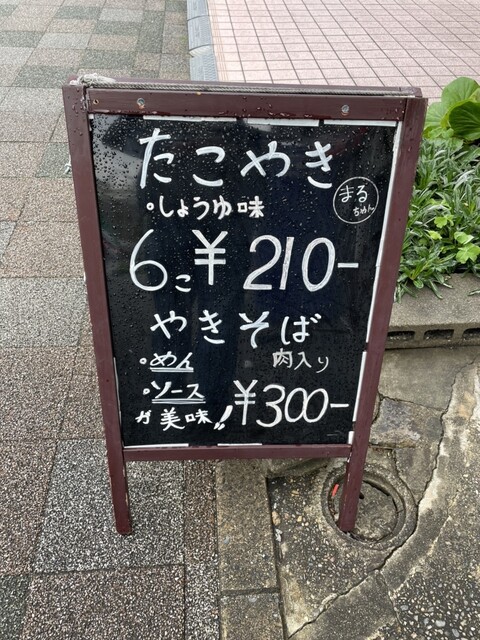 たこやき
。しょうゆ味
まる
ちゃん
6こ ¥210-
やきそば
。めん
肉入り
。ソース
が美味!!
¥300-